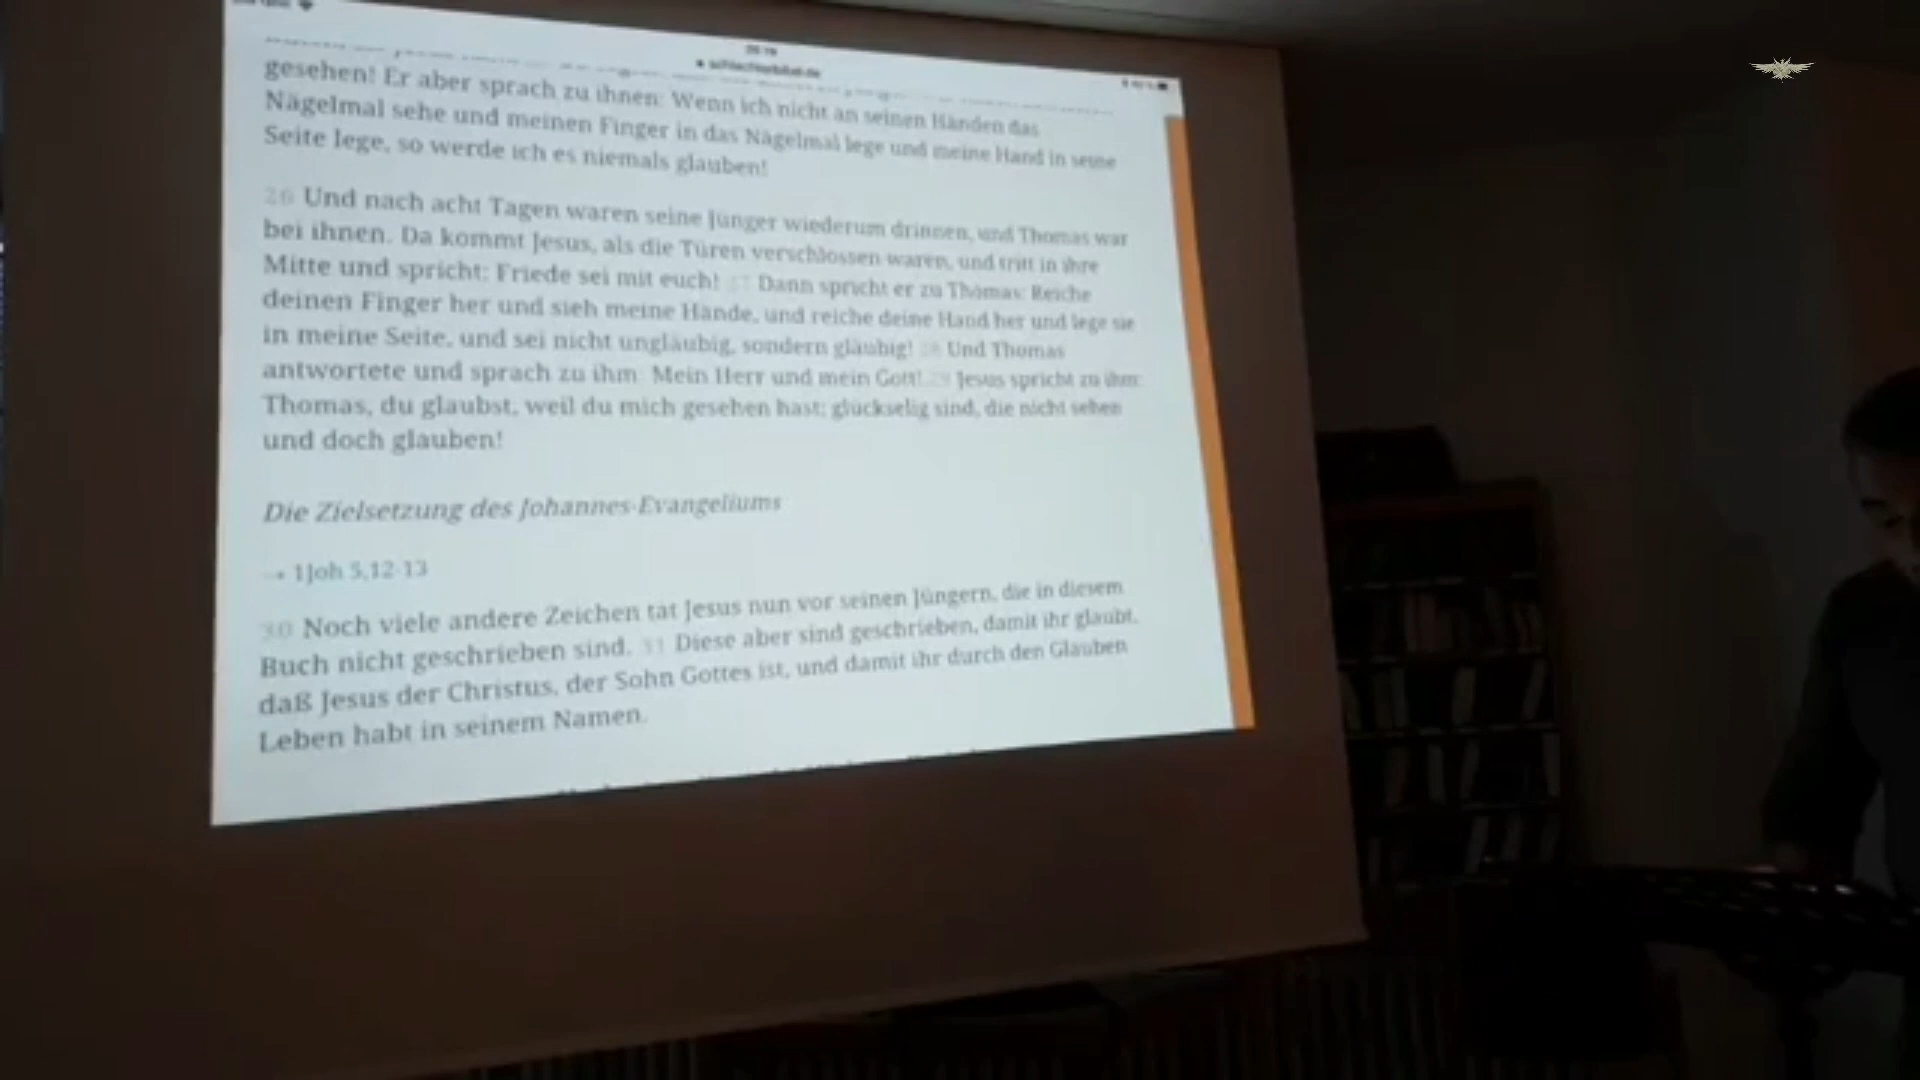 gesehen! Er aber sprach zu ihnen: Wenn ich nicht an seinen Händen das
Nägelmal sehe und meinen Finger in das Nägelmal lege und meine Hand in seine
Seite lege, so werde ich es niemals glauben!
26 Und nach acht Tagen waren seine Jünger wiederum drinnen, und Thomas war
bei ihnen. Da kommt Jesus, als die Türen verschlossen waren, und tritt in ihre
Mitte und spricht: Friede sei mit euch! 27 Dann spricht er zu Thomas: Reiche
deinen Finger her und sieh meine Hände, und reiche deine Hand her und lege sie
in meine Seite, und sei nicht ungläubig, sondern gläubig! 28 Und Thomas
antwortete und sprach zu ihm: Mein Herr und mein Gott! 29 Jesus spricht zu ihm:
Thomas, du glaubst, weil du mich gesehen hast; glückselig sind, die nicht sehen
und doch glauben!
Die Zielsetzung des Johannes-Evangeliums
→ 1Joh 5,12-13
30 Noch viele andere Zeichen tat Jesus nun vor seinen Jüngern, die in diesem
Buch nicht geschrieben sind. 31 Diese aber sind geschrieben, damit ihr glaubt,
daß Jesus der Christus, der Sohn Gottes ist, und damit ihr durch den Glauben
Leben habt in seinem Namen.